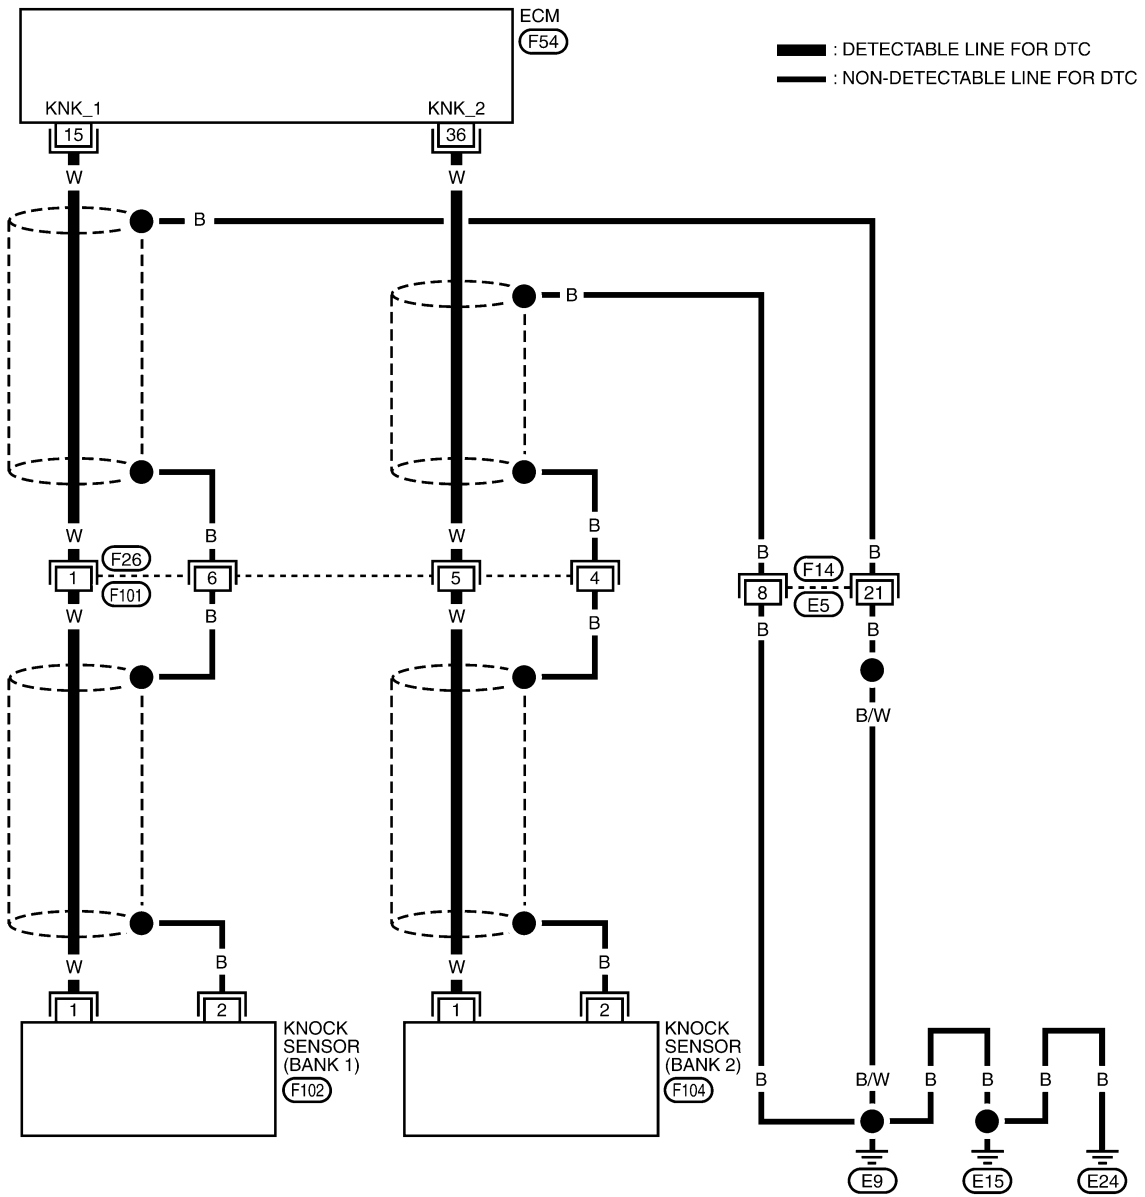 ECM
F54
: DETECTABLE LINE FOR DTC
: NON-DETECTABLE LINE FOR DTC
KNK_1
KNK_2
15
36
W
W
B
B
W
B
W
B
B
B
F26
F101
1
6
5
4
F14
E5
8
21
W
B
W
B
B
B
B/W
W
B
W
B
1
2
1
2
KNOCK
SENSOR
(BANK 1)
F102
KNOCK
SENSOR
(BANK 2)
F104
B
B/W
B
B
B
B
E9
E15
E24